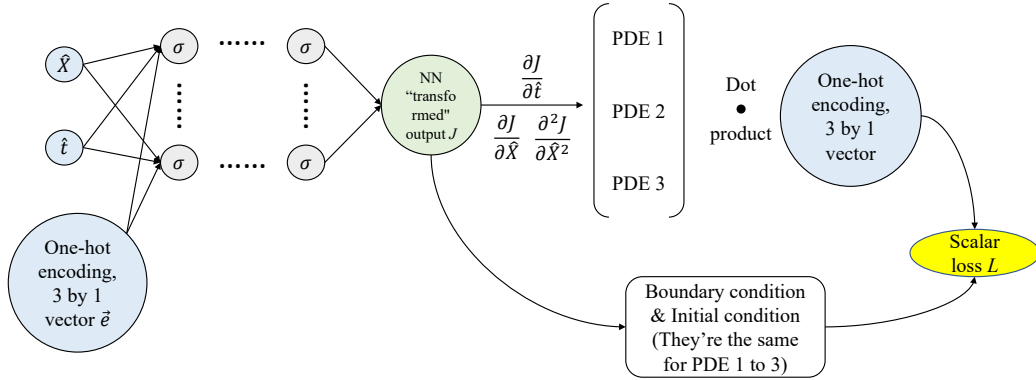 X̂
t̂
One-hot
encoding,
3 by 1
vector e⃗
σ
······
σ
······
σ
······
σ
······
NN
“transfo
rmed"
output J
∂J
∂t̂
∂J
∂X̂
∂²J
∂X̂²
PDE 1
PDE 2
PDE 3
Dot
•
product
One-hot
encoding,
3 by 1
vector
Boundary condition
& Initial condition
(They’re the same
for PDE 1 to 3)
Scalar
loss L